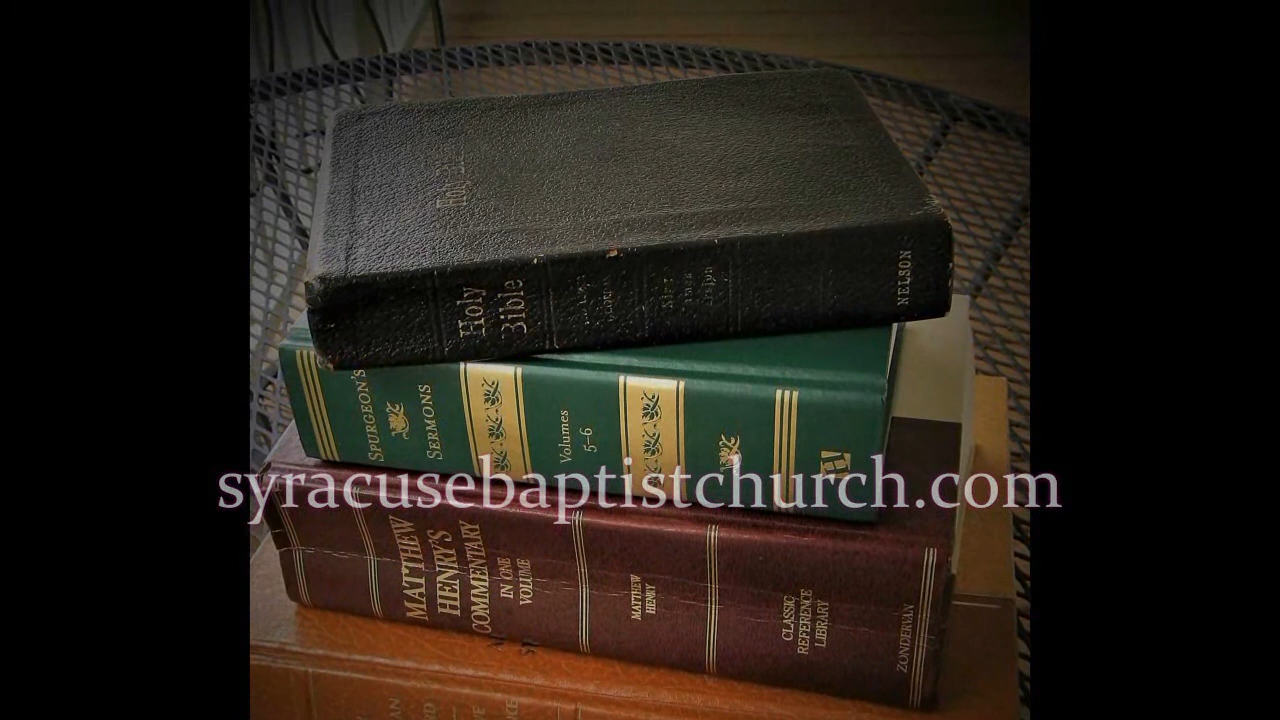 Holy
Holy
Bible
NELSON
SPURGEON'S
SERMONS
Volumes
5–6
syracusebaptistchurch.com
MATTHEW
HENRY'S
COMMENTARY
IN ONE
VOLUME
MATTHEW
HENRY
CLASSIC
REFERENCE
LIBRARY
ZONDERVAN